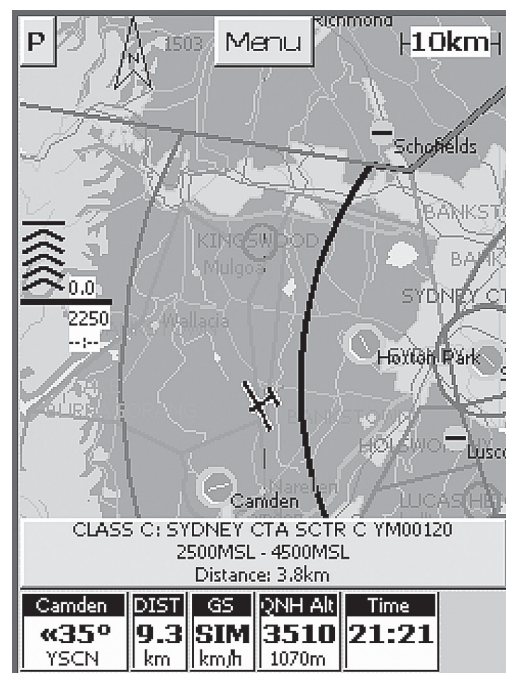 P
1503
Menu
Richmond
10km
N
Schofields
BANKST
KINGSWOOD
BANK
Mulgoa
SYDNEY CT
0.0
2250
--:--
Wallacia
Hoxton Park
BANKSTOWN
HOLSWORTHY
Lusco
Narellan
Camden
LUCAS HE
CLASS C: SYDNEY CTA SCTR C YM00120
2500MSL - 4500MSL
Distance: 3.8km
Camden DIST GS QNH Alt Time
«35° 9.3 SIM 3510 21:21
YSCN km km/h 1070m